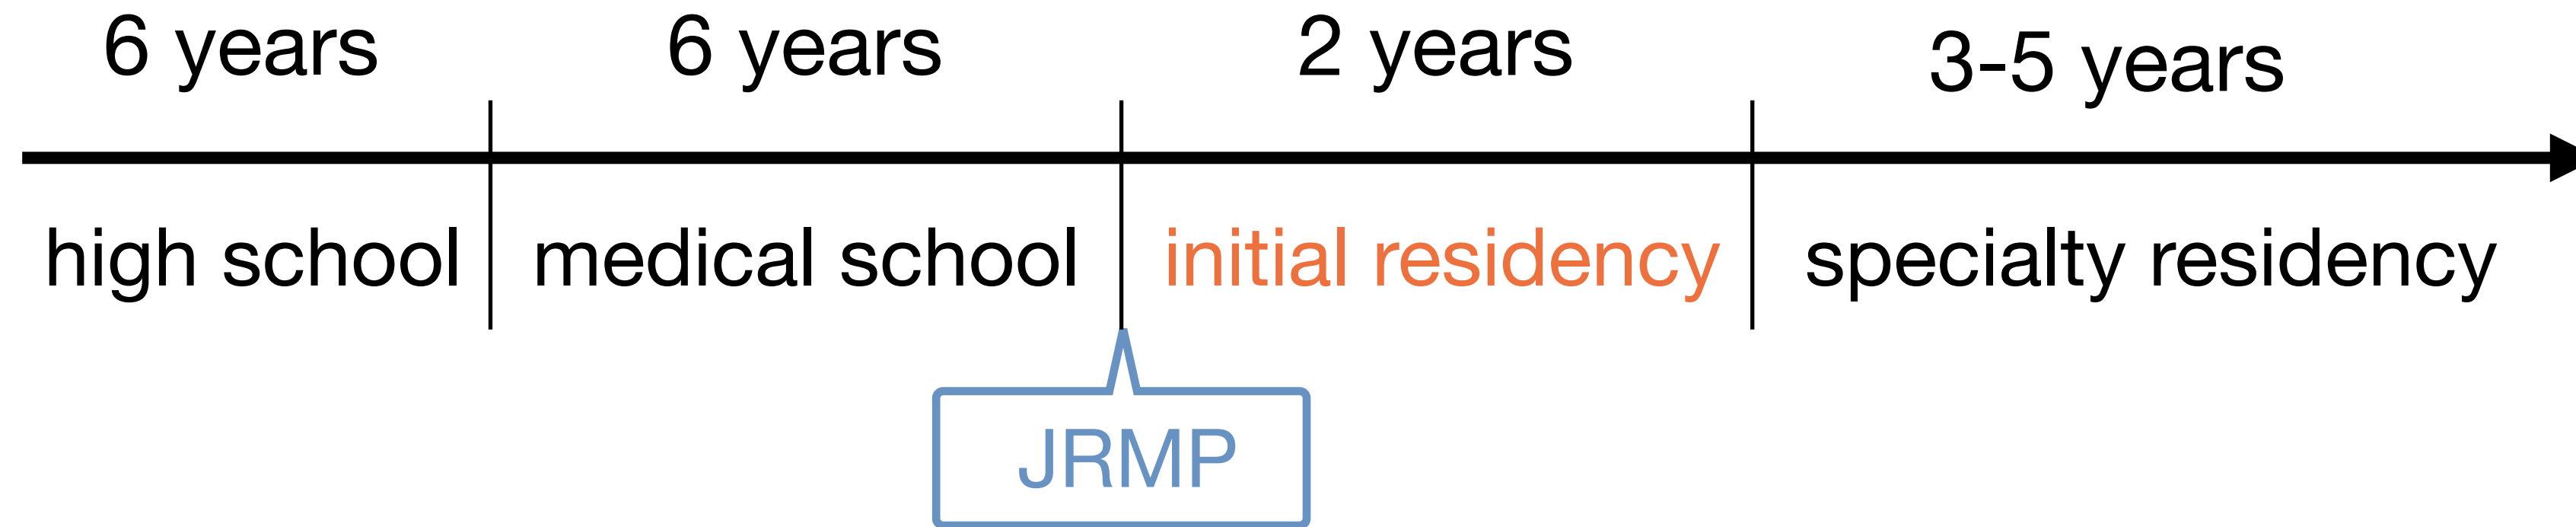 6 years
6 years
2 years
3-5 years
high school
medical school
initial residency
specialty residency
JRMP